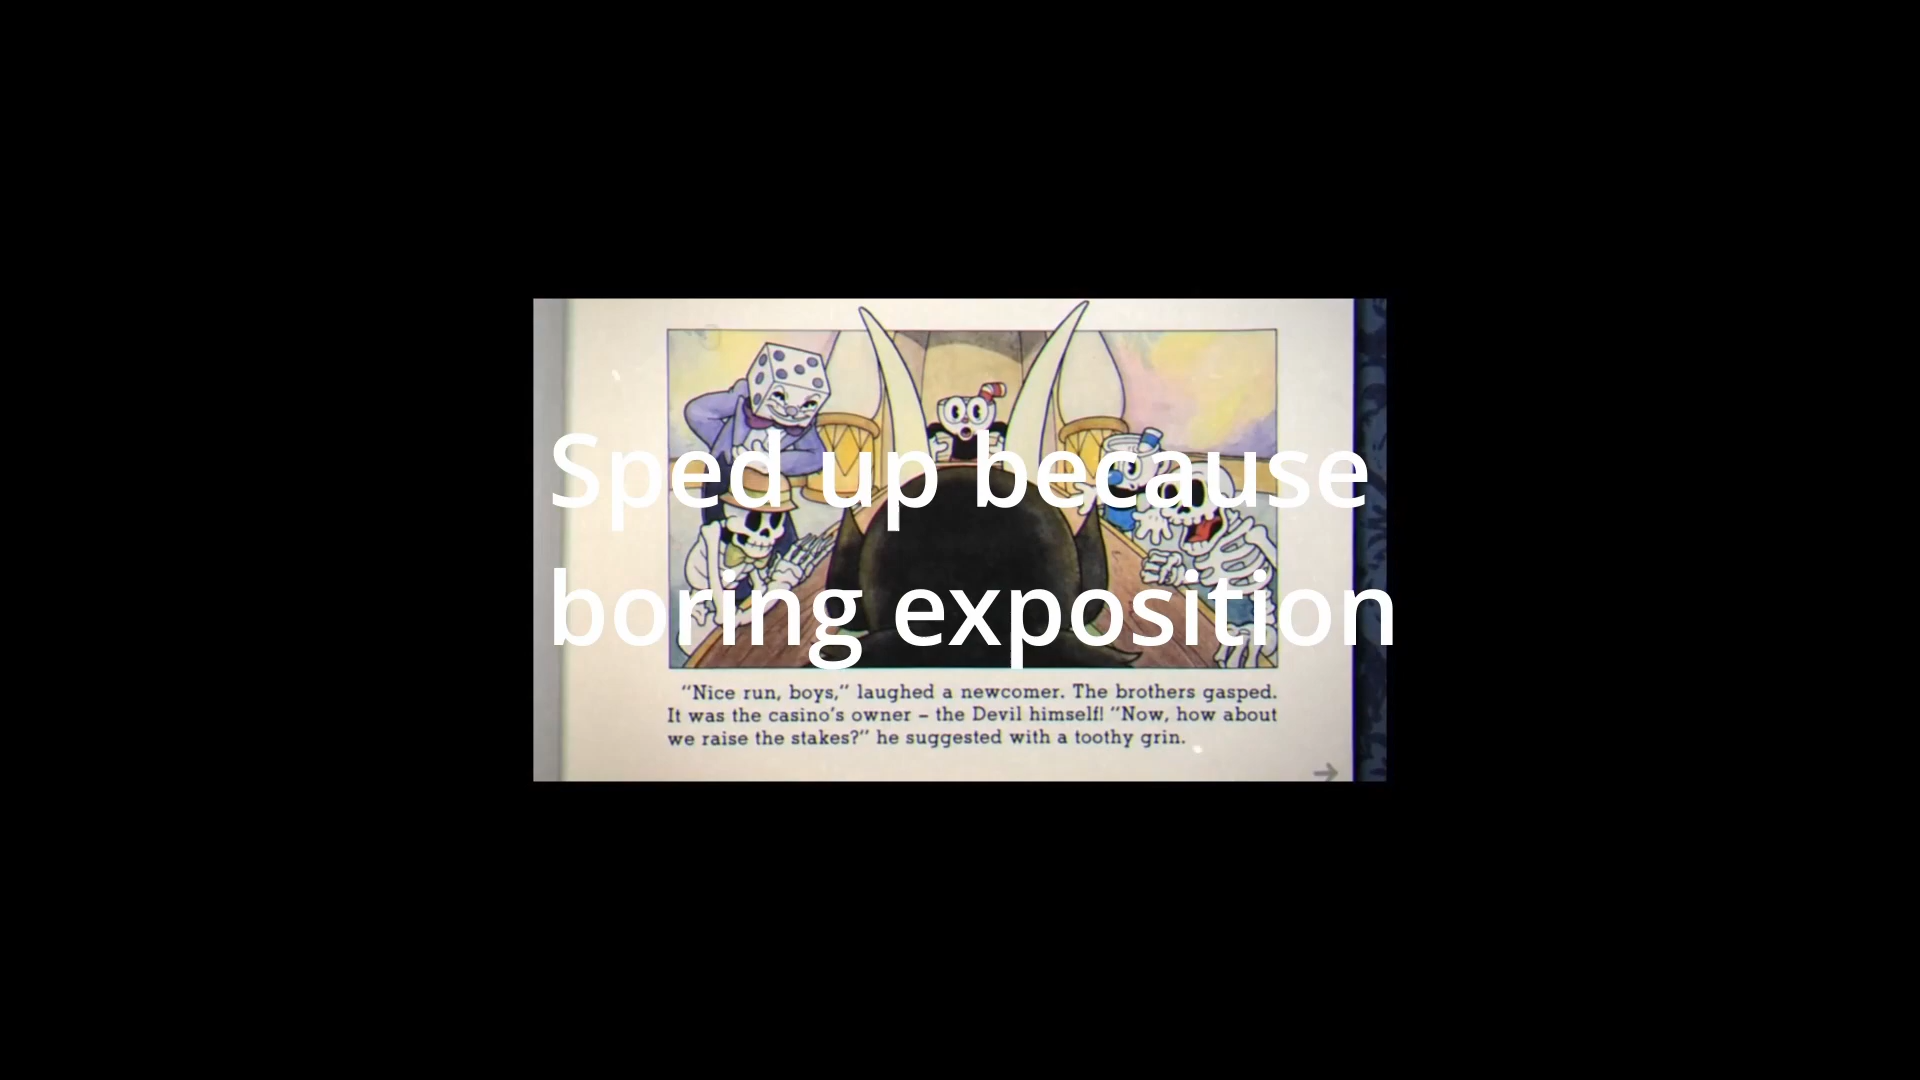 Sped up because
boring exposition
“Nice run, boys,” laughed a newcomer. The brothers gasped.
It was the casino’s owner – the Devil himself! “Now, how about
we raise the stakes?” he suggested with a toothy grin.